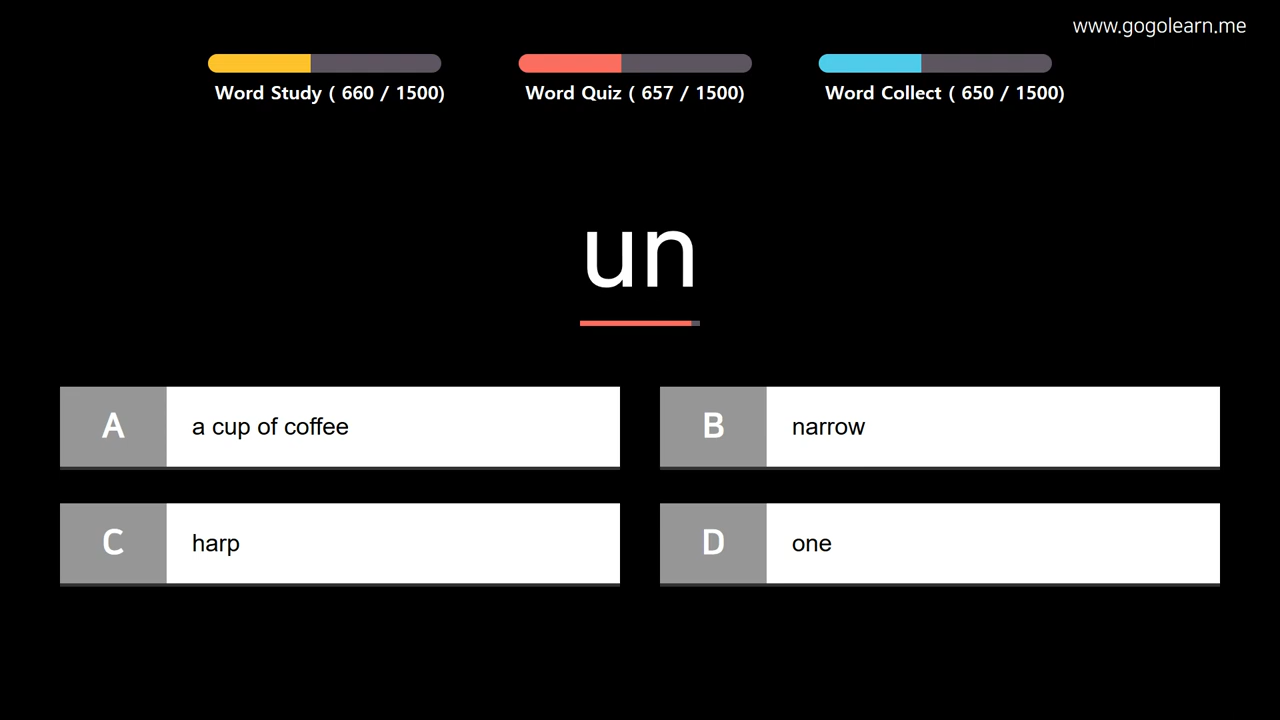 www.gogolearn.me
Word Study ( 660 / 1500)
Word Quiz ( 657 / 1500)
Word Collect ( 650 / 1500)
un
A a cup of coffee
B narrow
C harp
D one